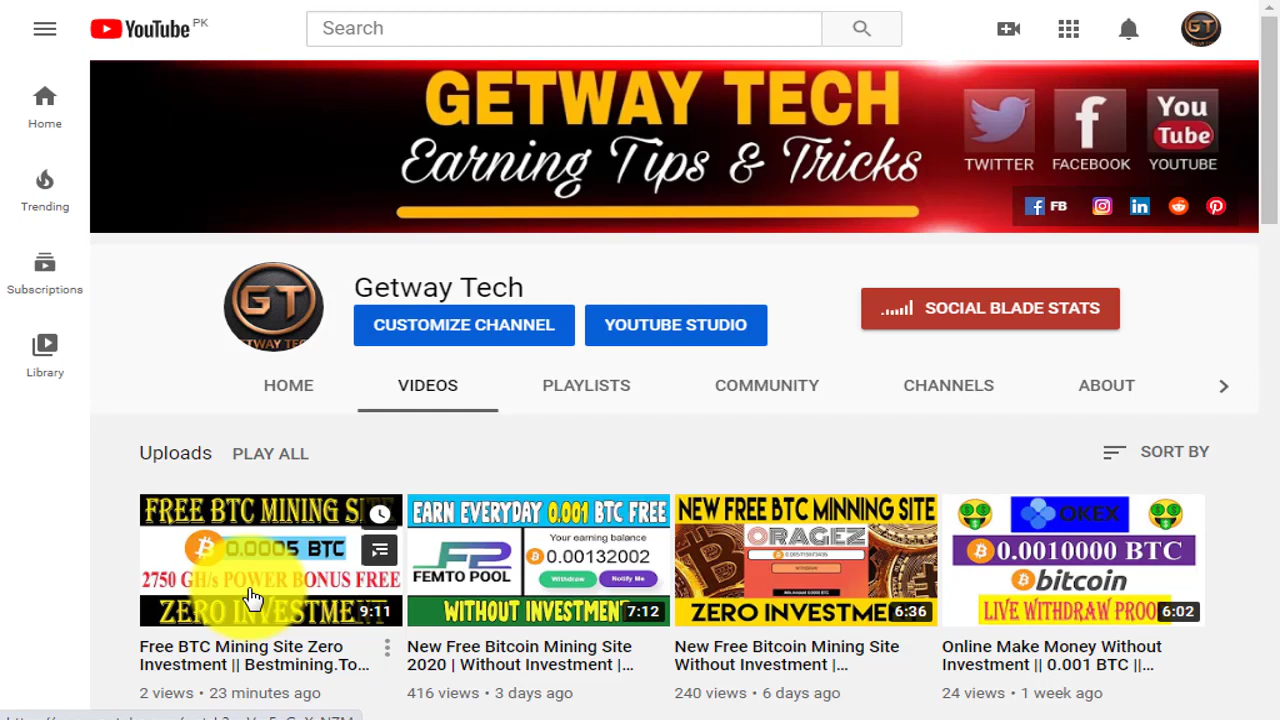 YouTube PK
Search
GETWAY TECH
Earning Tips & Tricks
TWITTER
FACEBOOK
You
Tube
YOUTUBE
FB
Home
Trending
Subscriptions
Library
GT
Getway Tech
CUSTOMIZE CHANNEL
YOUTUBE STUDIO
SOCIAL BLADE STATS
HOME
VIDEOS
PLAYLISTS
COMMUNITY
CHANNELS
ABOUT
Uploads
PLAY ALL
SORT BY
FREE BTC MINING
0.0005 BTC
2750 GH/s POWER BONUS FREE
ZERO INVESTMENT
9:11
Free BTC Mining Site Zero
Investment || Bestmining.To...
2 views • 23 minutes ago
EARN EVERYDAY 0.001 BTC FREE
FEMTO POOL
Your earning balance
0.00132002
Withdraw
Notify Me
WITHOUT INVESTMENT
7:12
New Free Bitcoin Mining Site
2020 | Without Investment |...
416 views • 3 days ago
NEW FREE BTC MINNING SITE
ORAGEZ
ZERO INVESTME
6:36
New Free Bitcoin Mining Site
Without Investment |...
240 views • 6 days ago
OKEX
0.0010000 BTC
bitcoin
LIVE WITHDRAW PROO
6:02
Online Make Money Without
Investment || 0.001 BTC ||...
24 views • 1 week ago